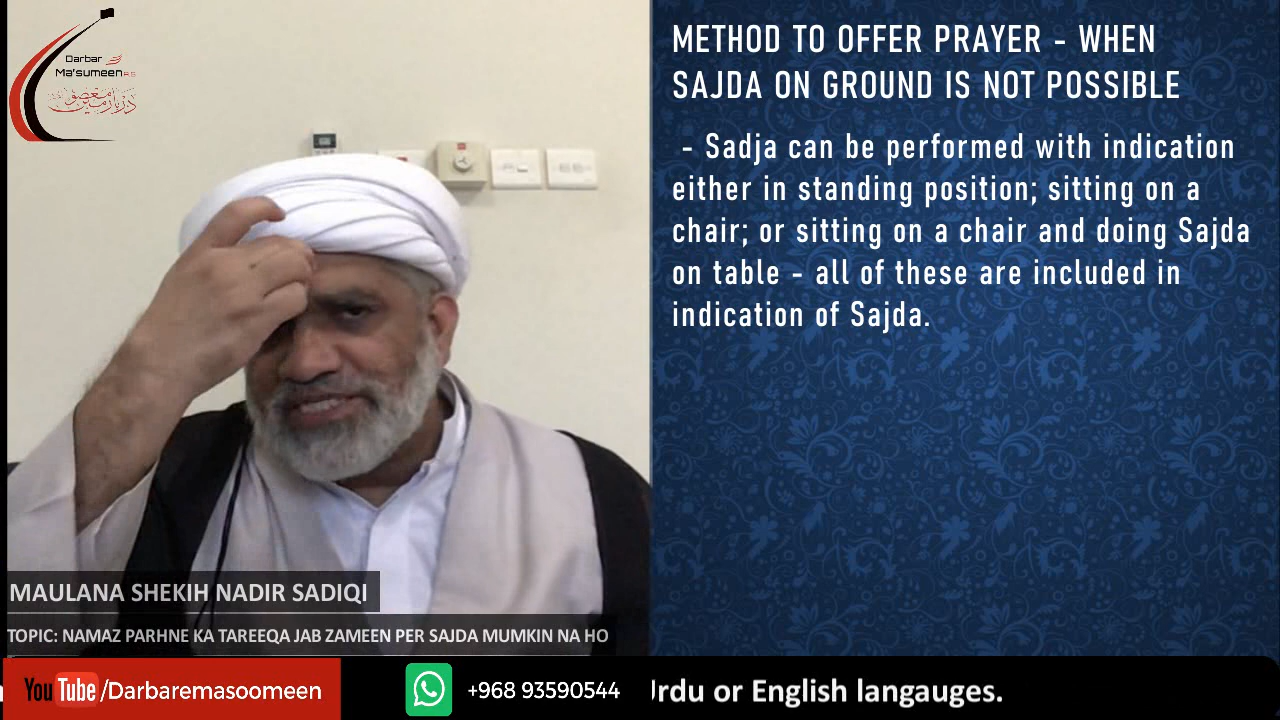 Darbar
Ma'sumeen A.S
دربار معصومین
METHOD TO OFFER PRAYER - WHEN
SAJDA ON GROUND IS NOT POSSIBLE
- Sadja can be performed with indication
either in standing position; sitting on a
chair; or sitting on a chair and doing Sajda
on table - all of these are included in
indication of Sajda.
MAULANA SHEKIH NADIR SADIQI
TOPIC: NAMAZ PARHNE KA TAREEQA JAB ZAMEEN PER SAJDA MUMKIN NA HO
YouTube/Darbaremasoomeen
+968 93590544
Urdu or English langauges.